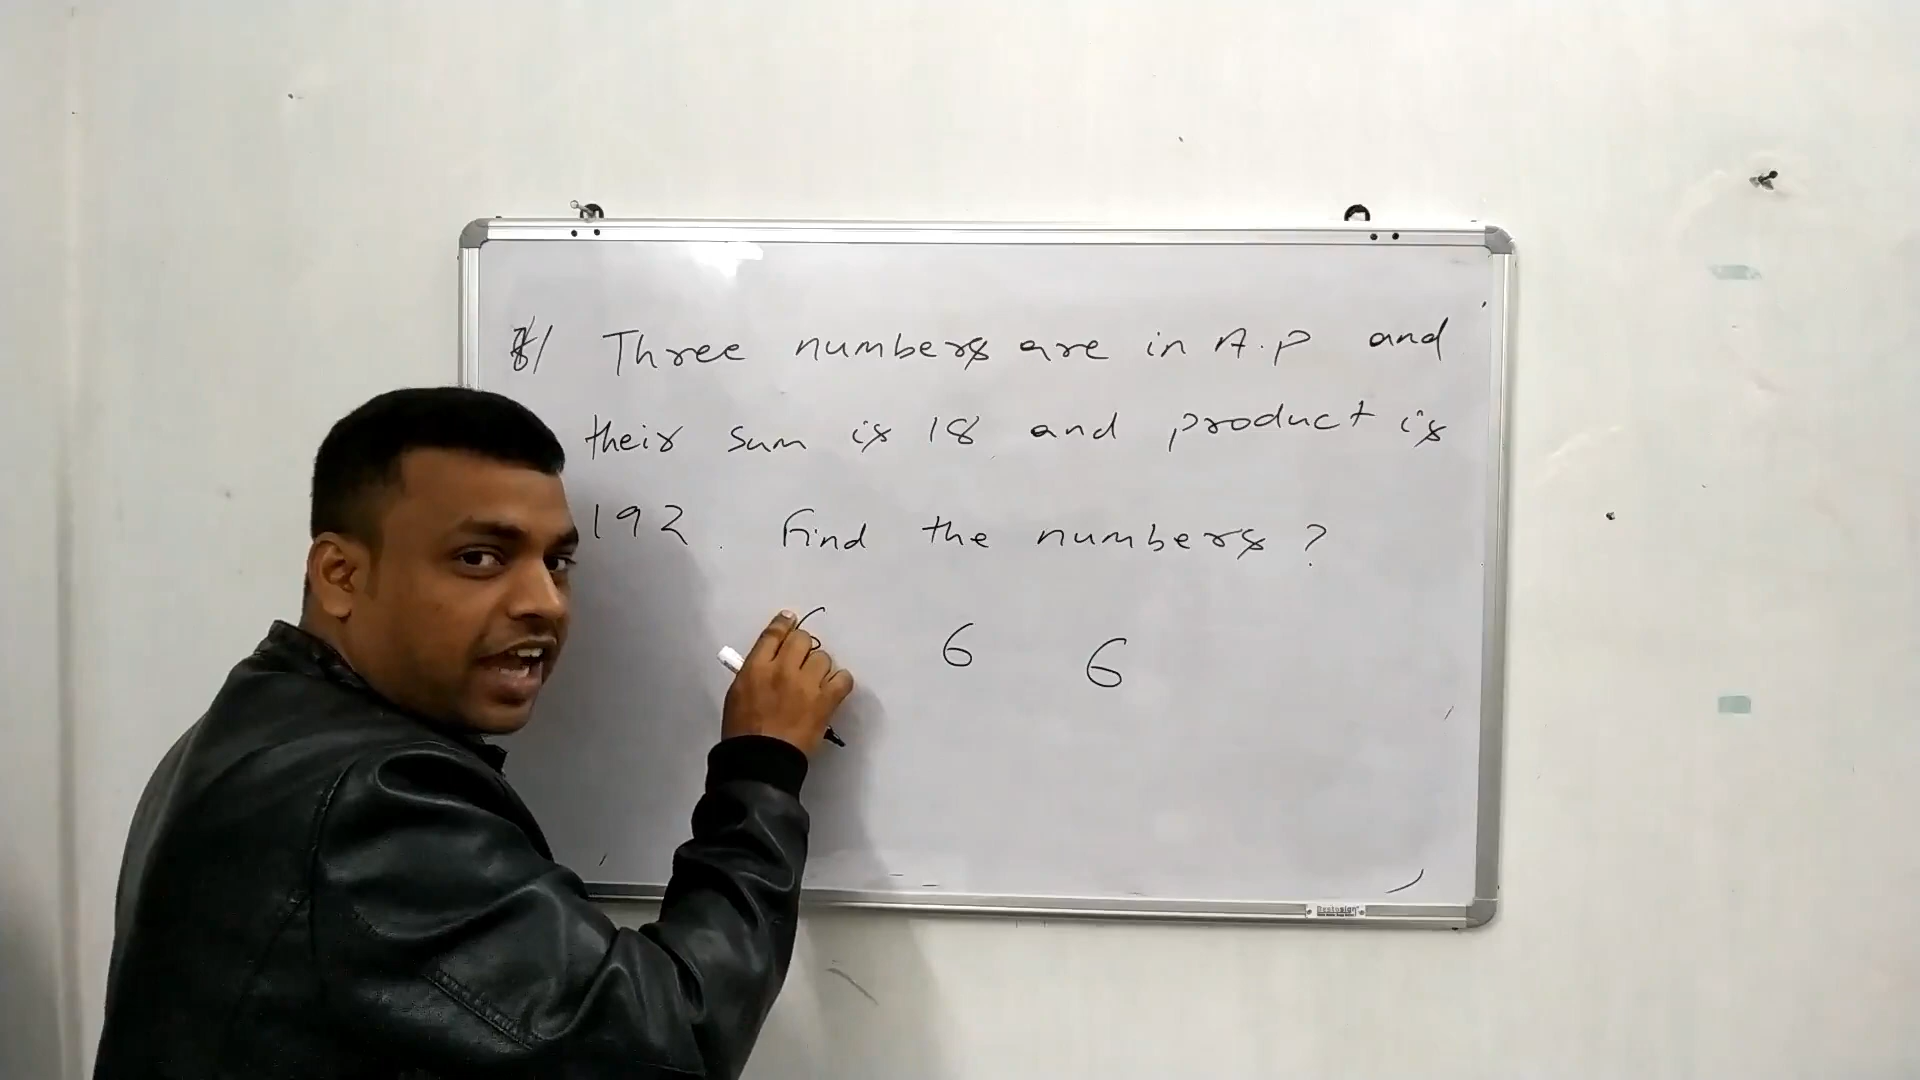 Three numbers are in A.P and
their sum is 18 and product is
192. Find the numbers?
6 6 6